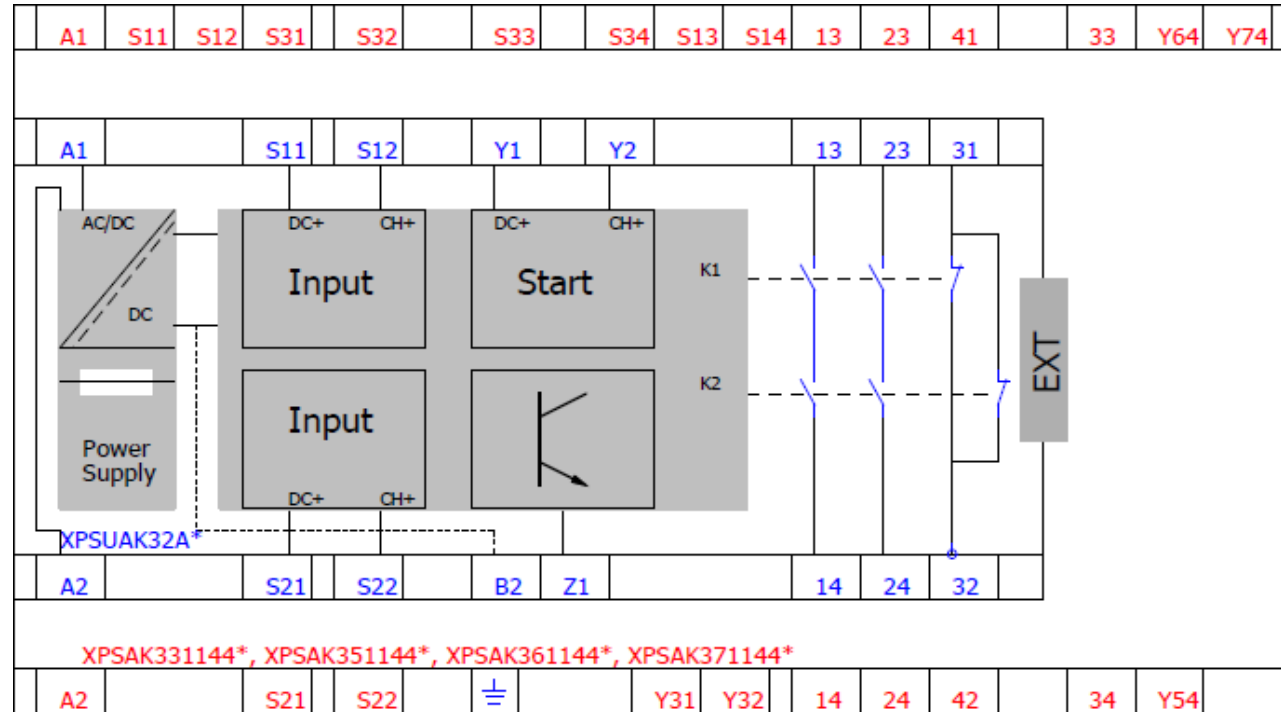 A1 S11 S12 S31 S32 S33 S34 S13 S14 13 23 41 33 Y64 Y74
A1 S11 S12 Y1 Y2 13 23 31
AC/DC DC+ CH+ DC+ CH+
Input Start K1
DC
EXT
K2
Input
Power
Supply
DC+ CH+
XPSUAK32A*
A2 S21 S22 B2 Z1 14 24 32
XPSAK331144*, XPSAK351144*, XPSAK361144*, XPSAK371144*
A2 S21 S22 Y31 Y32 14 24 42 34 Y54